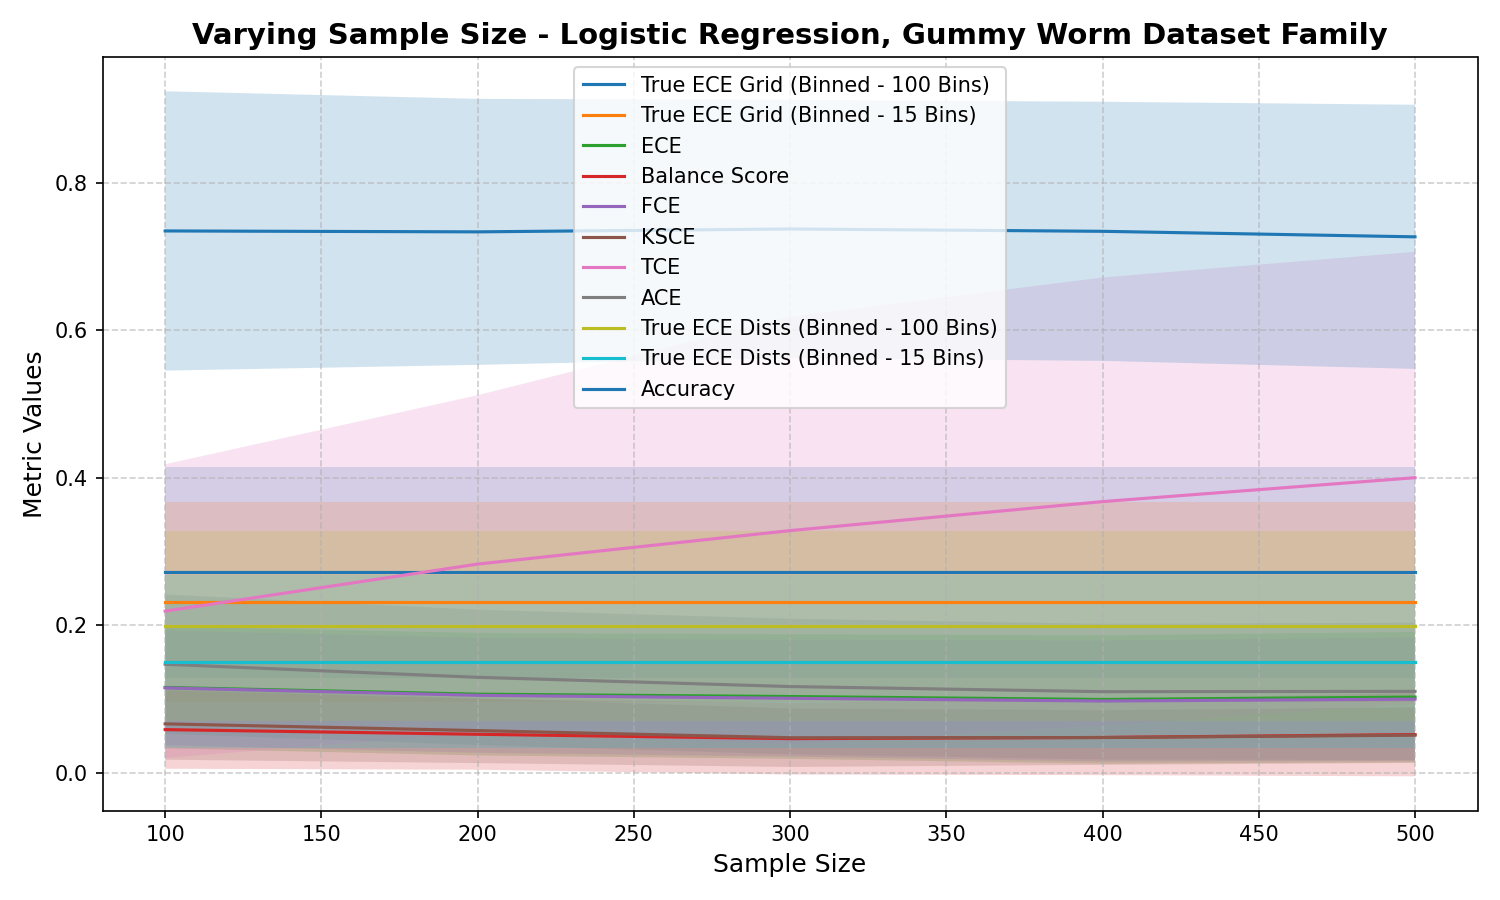 Varying Sample Size - Logistic Regression, Gummy Worm Dataset Family
True ECE Grid (Binned - 100 Bins)
True ECE Grid (Binned - 15 Bins)
ECE
Balance Score
FCE
KSCE
TCE
ACE
True ECE Dists (Binned - 100 Bins)
True ECE Dists (Binned - 15 Bins)
Accuracy
Metric Values
0.8
0.6
0.4
0.2
0.0
100 150 200 250 300 350 400 450 500
Sample Size